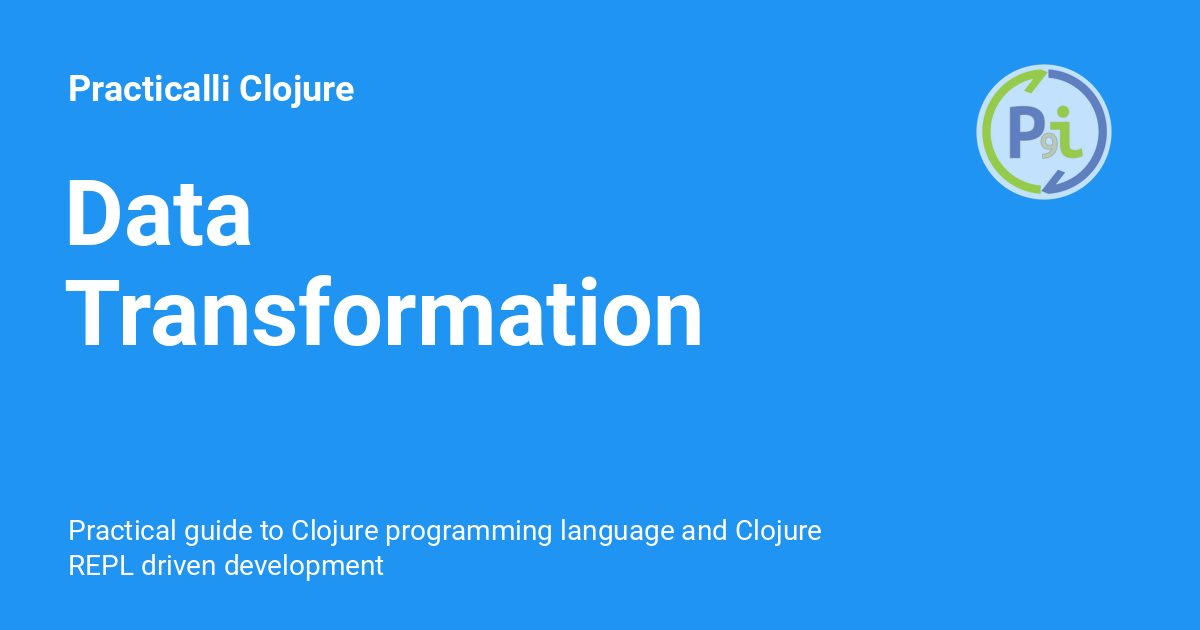 Practicalli Clojure
Data
Transformation
Practical guide to Clojure programming language and Clojure
REPL driven development
P9i